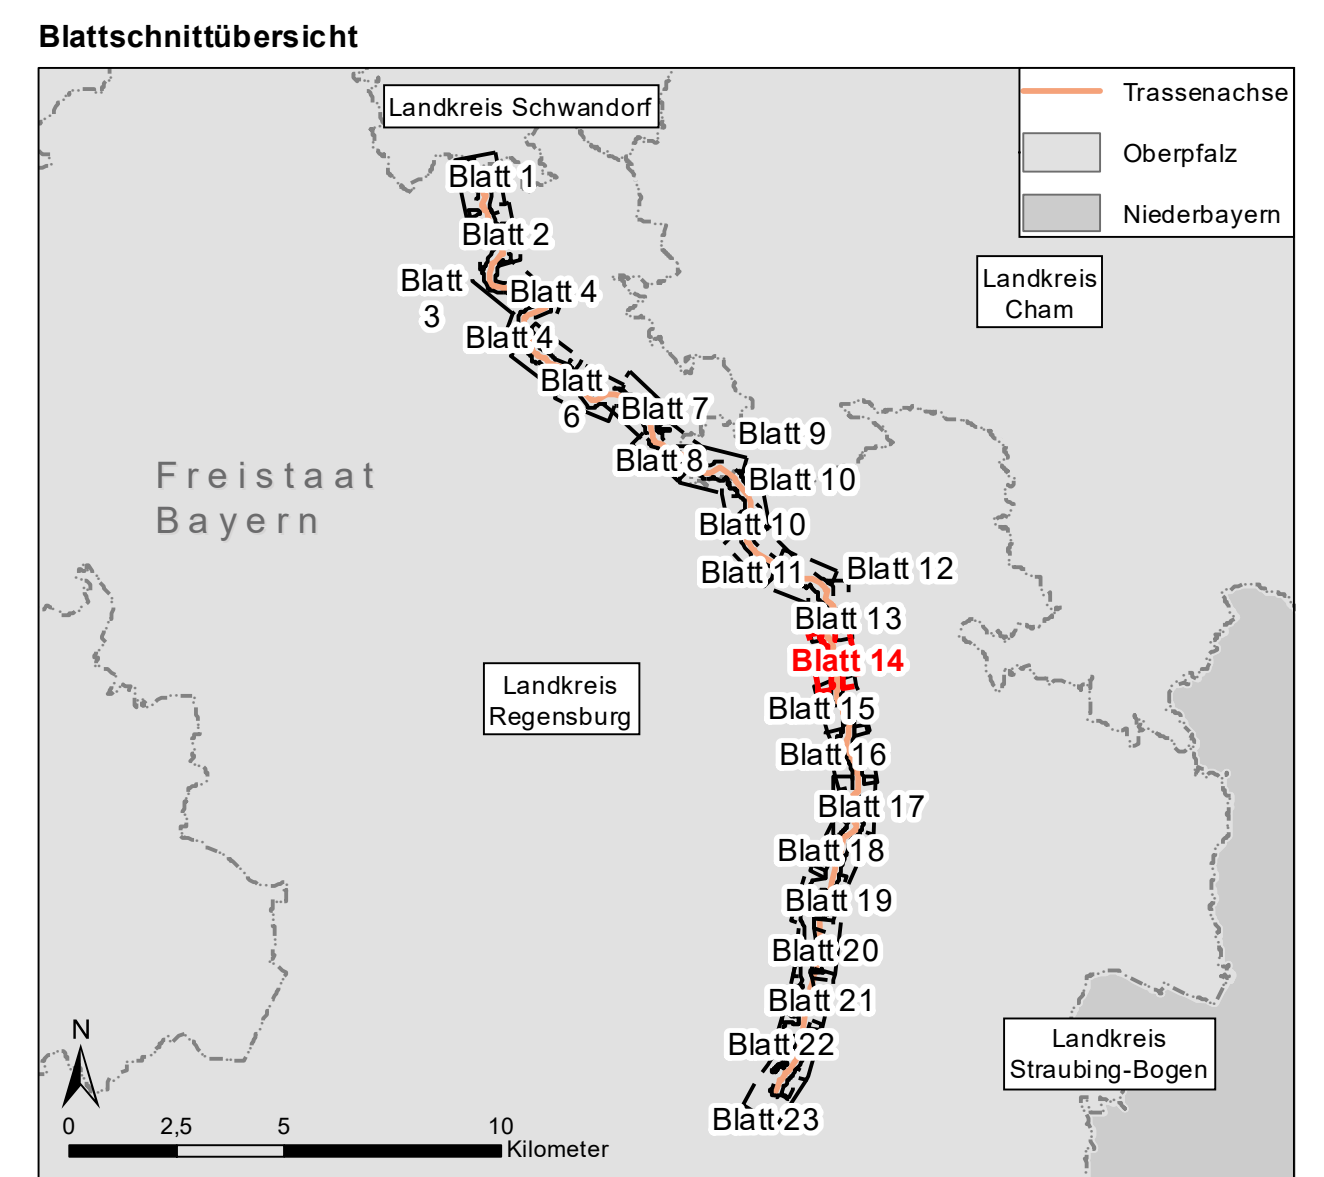 Blattschnittübersicht
Landkreis Schwandorf
Trassenachse
Oberpfalz
Niederbayern
Blatt 1
Blatt 2
Blatt
3
Blatt 4
Blatt 4
Blatt
6
Blatt 7
Blatt 8
Blatt 9
Blatt 10
Blatt 10
Blatt 11
Blatt 12
Blatt 13
Blatt 14
Blatt 15
Blatt 16
Blatt 17
Blatt 18
Blatt 19
Blatt 20
Blatt 21
Blatt 22
Blatt 23
Landkreis
Cham
Freistaat
Bayern
Landkreis
Regensburg
Landkreis
Straubing-Bogen
N
0 2,5 5 10
Kilometer